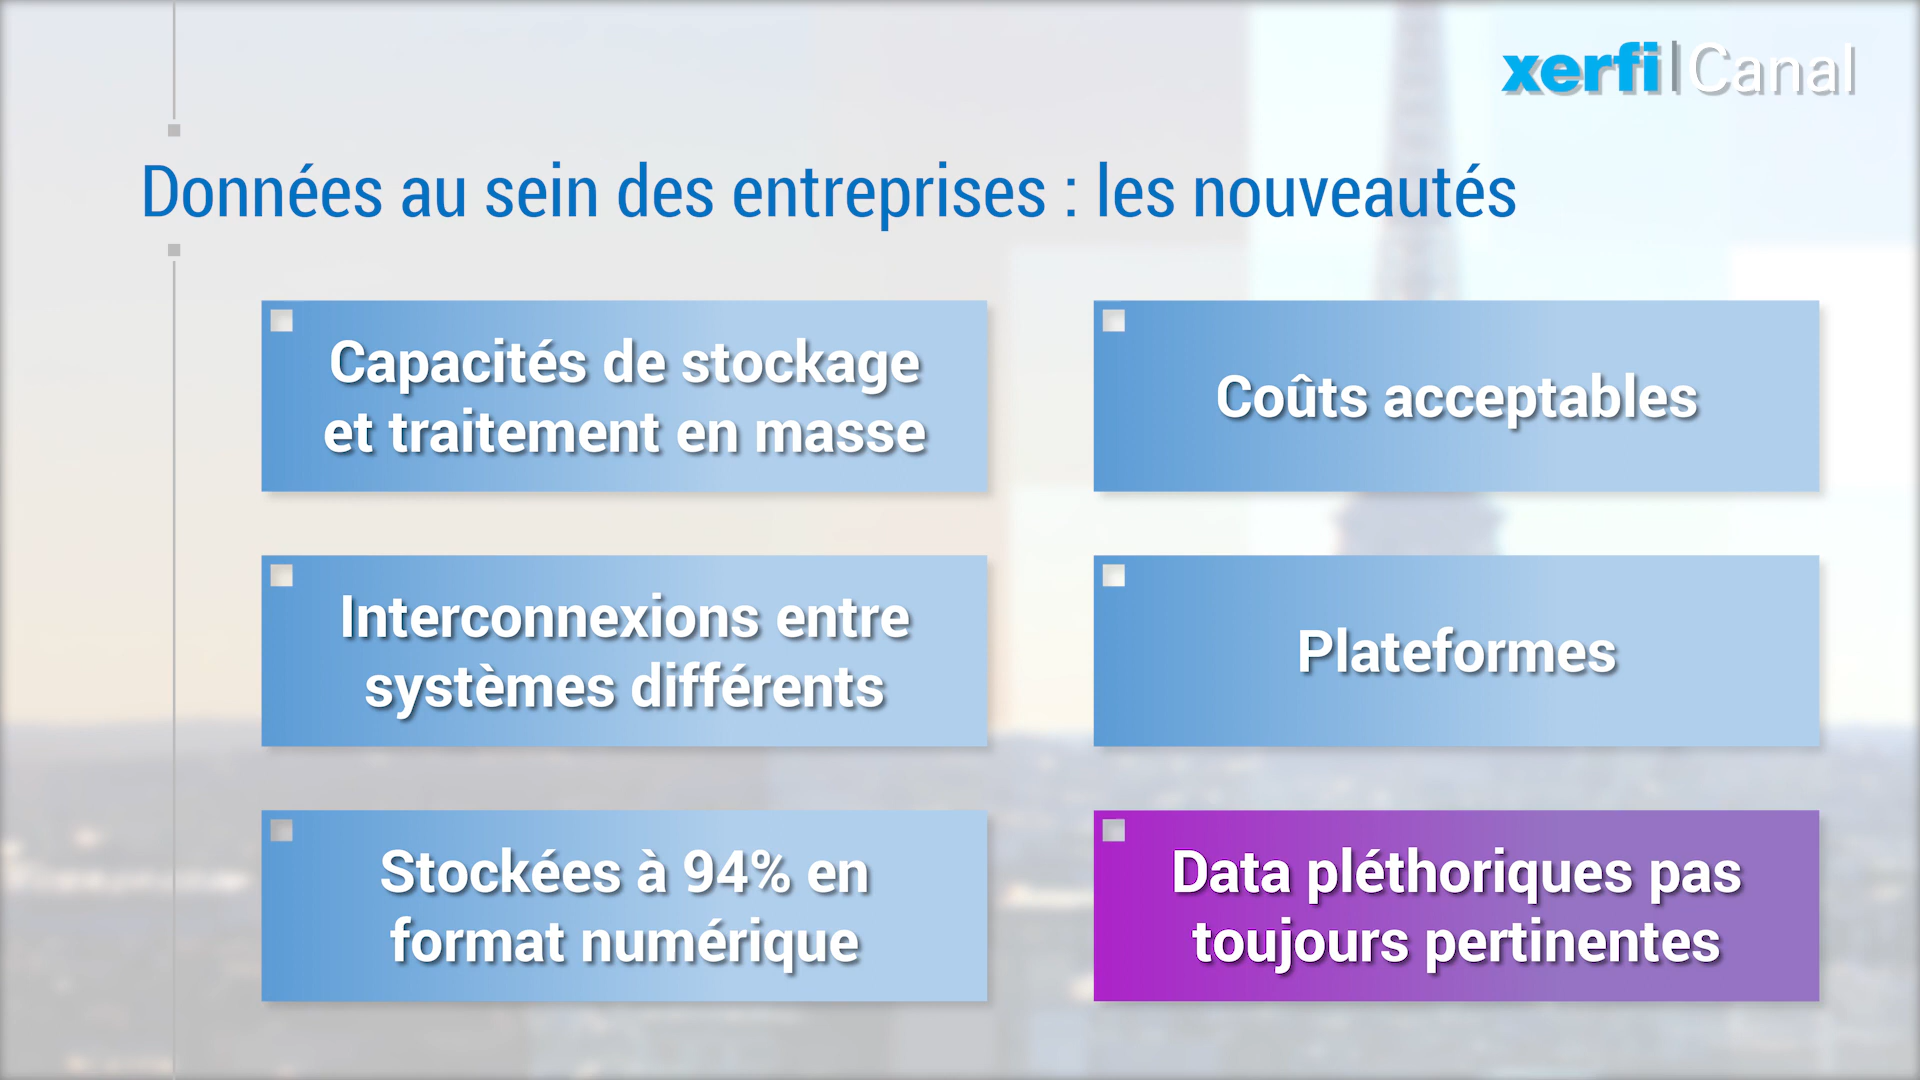 xerfi|Canal
Données au sein des entreprises : les nouveautés
Capacités de stockage
et traitement en masse
Coûts acceptables
Interconnexions entre
systèmes différents
Plateformes
Stockées à 94% en
format numérique
Data pléthoriques pas
toujours pertinentes